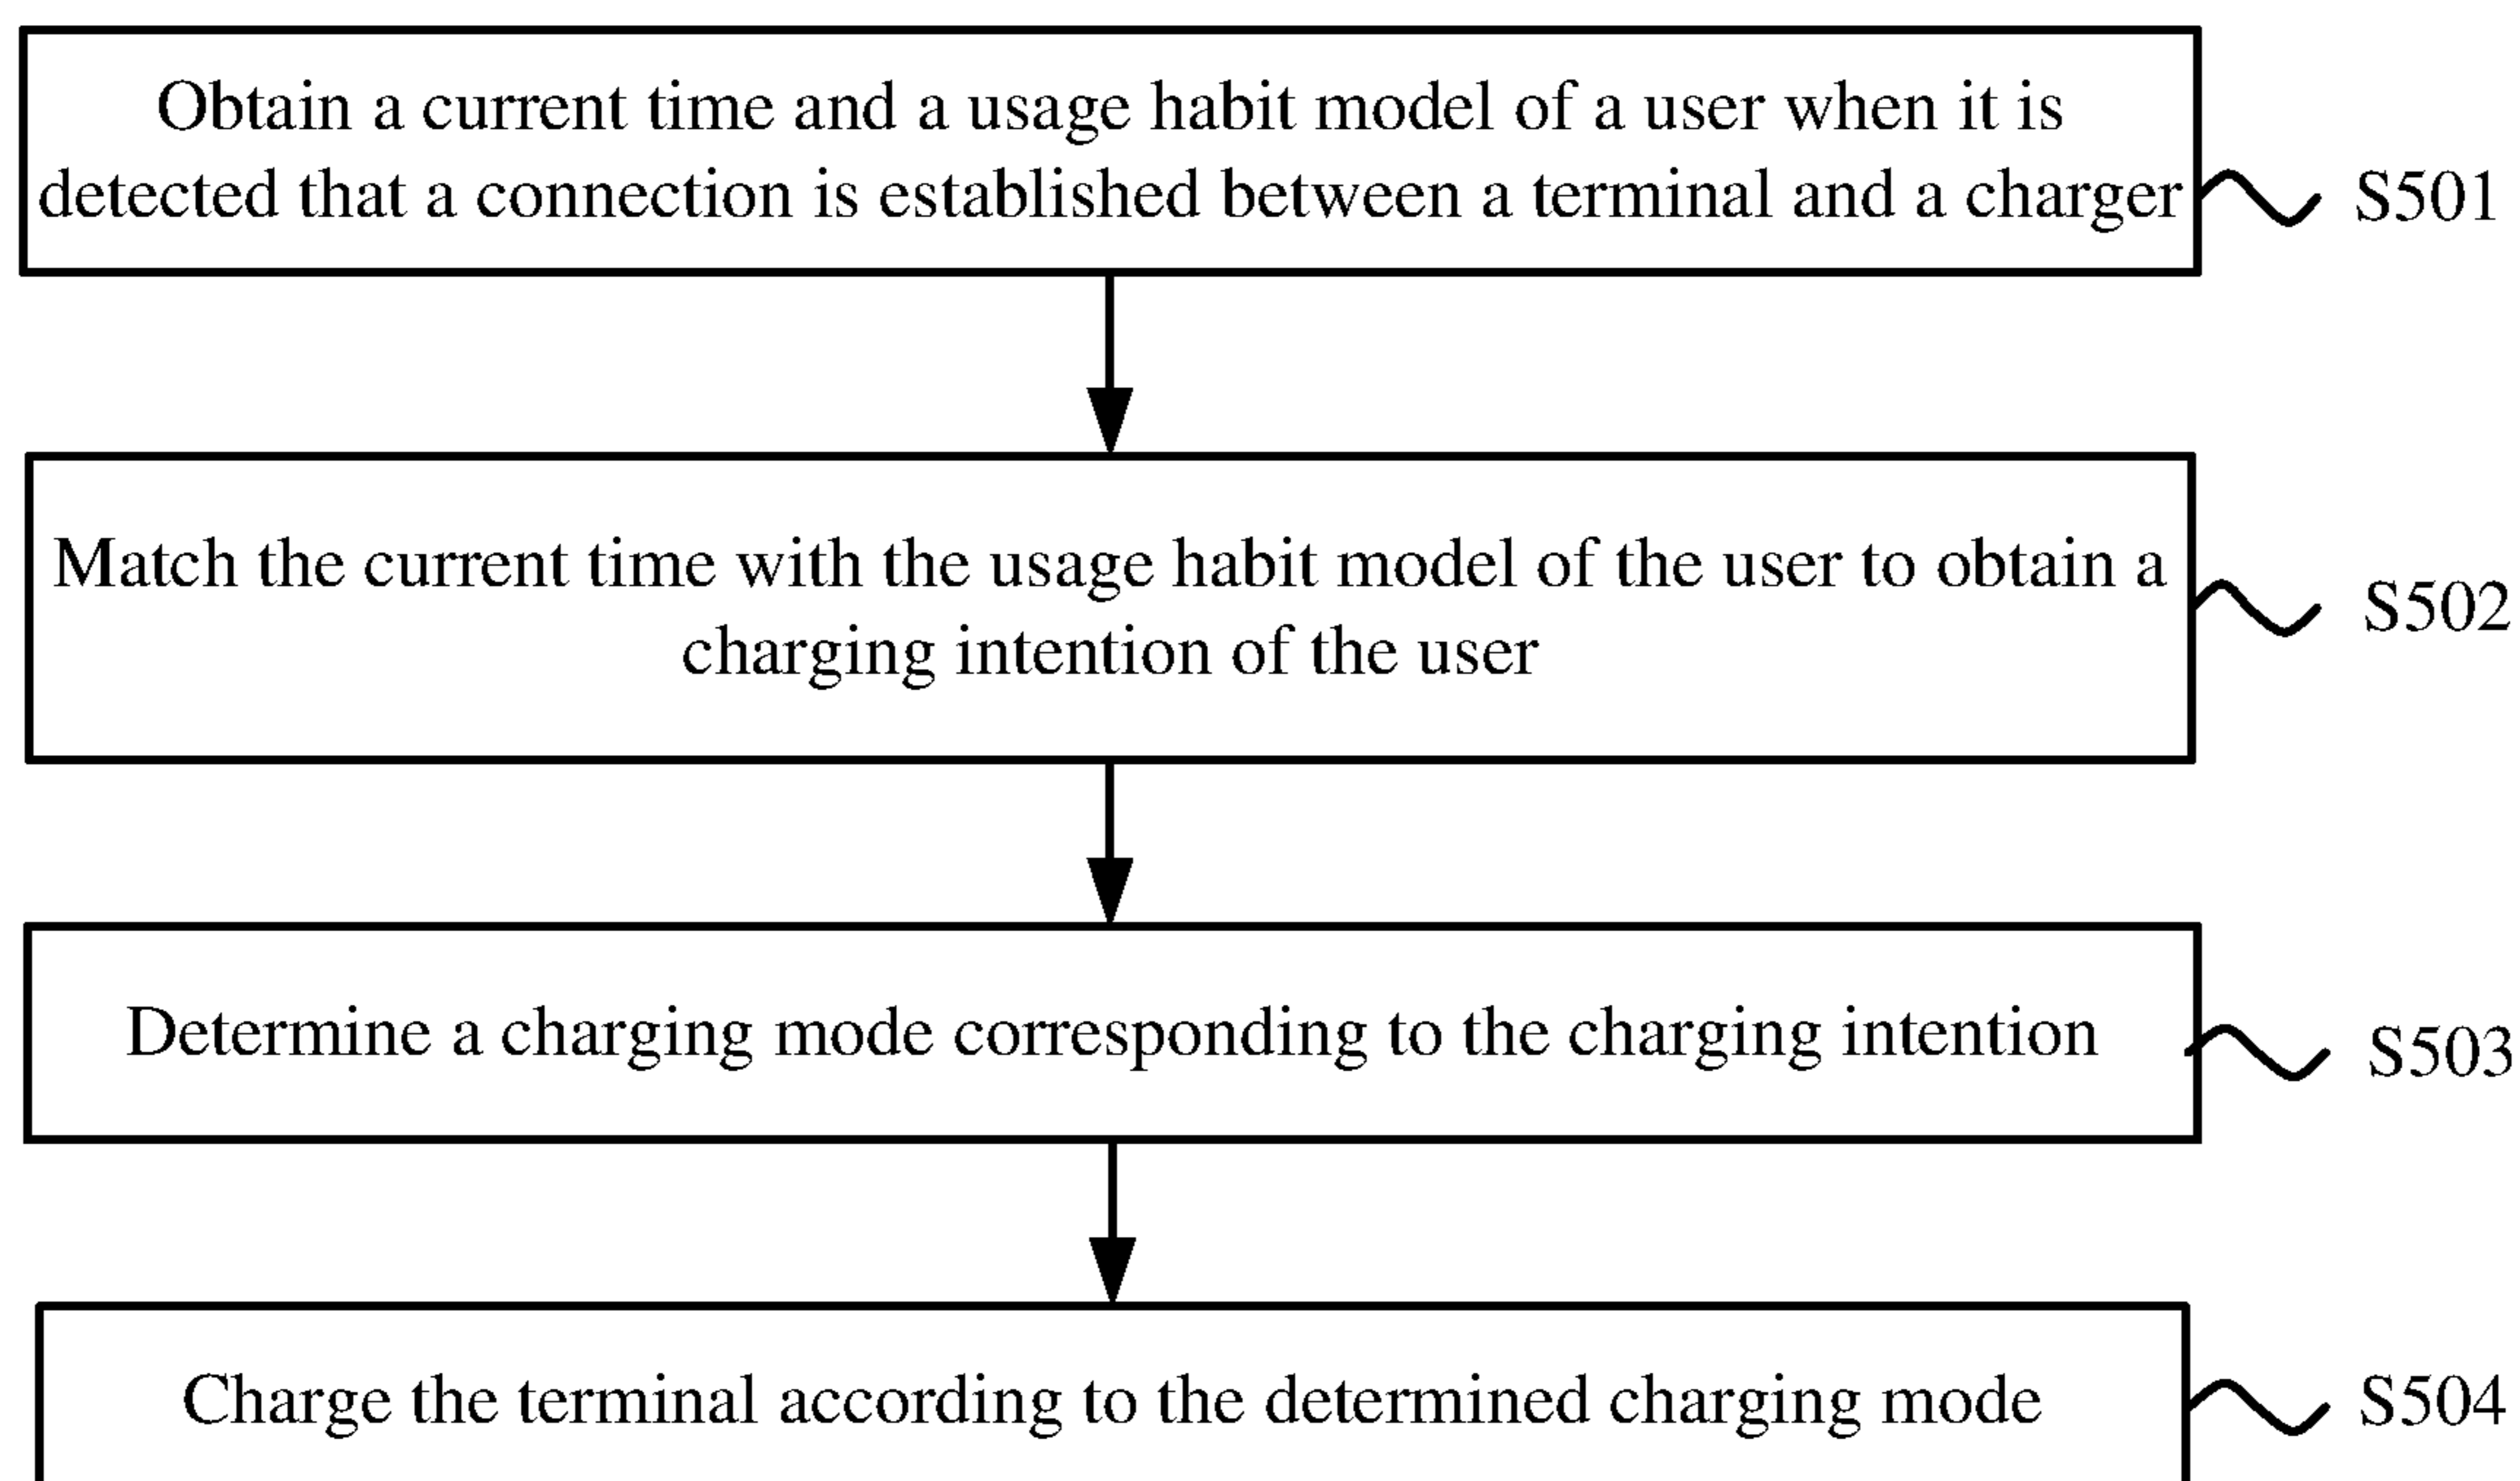 Obtain a current time and a usage habit model of a user when it is
detected that a connection is established between a terminal and a charger
S501
Match the current time with the usage habit model of the user to obtain a
charging intention of the user
S502
Determine a charging mode corresponding to the charging intention
S503
Charge the terminal according to the determined charging mode
S504